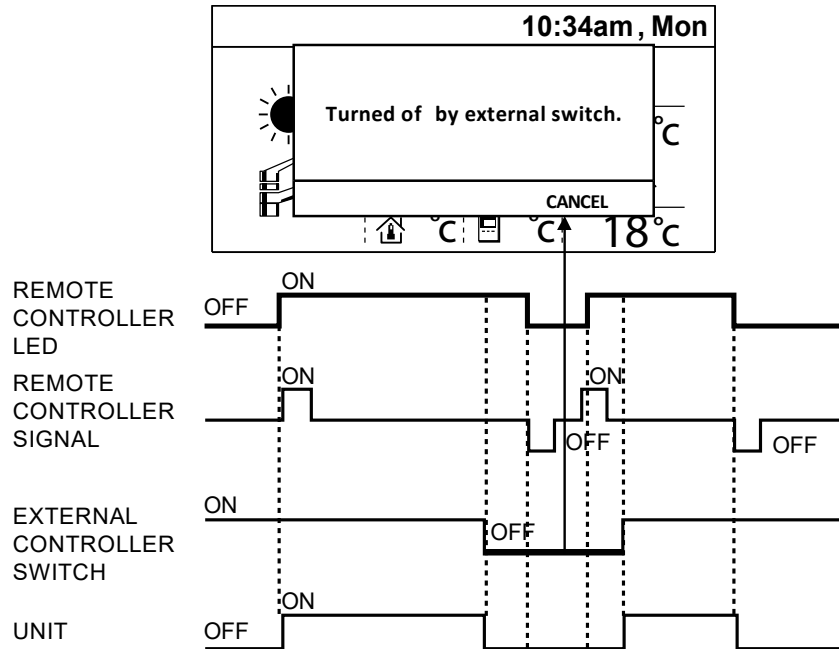 10:34am , Mon
Turned of by external switch.
°C
CANCEL
°C °C 18°C
ON
REMOTE
CONTROLLER
LED
OFF
REMOTE
CONTROLLER
SIGNAL
ON
ON
OFF
OFF
EXTERNAL
CONTROLLER
SWITCH
ON
OFF
UNIT
OFF
ON